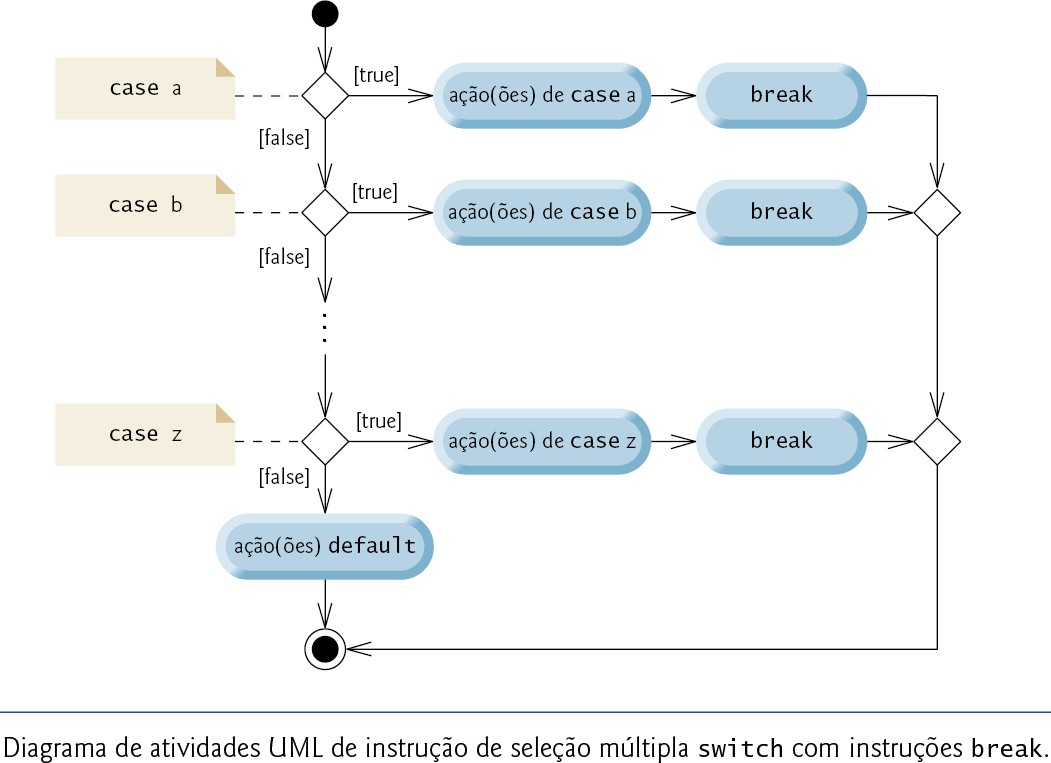 case a
[true]
ação(ões) de case a
break
[false]
case b
[true]
ação(ões) de case b
break
[false]
case z
[true]
ação(ões) de case z
break
[false]
ação(ões) default
Diagrama de atividades UML de instrução de seleção múltipla switch com instruções break.